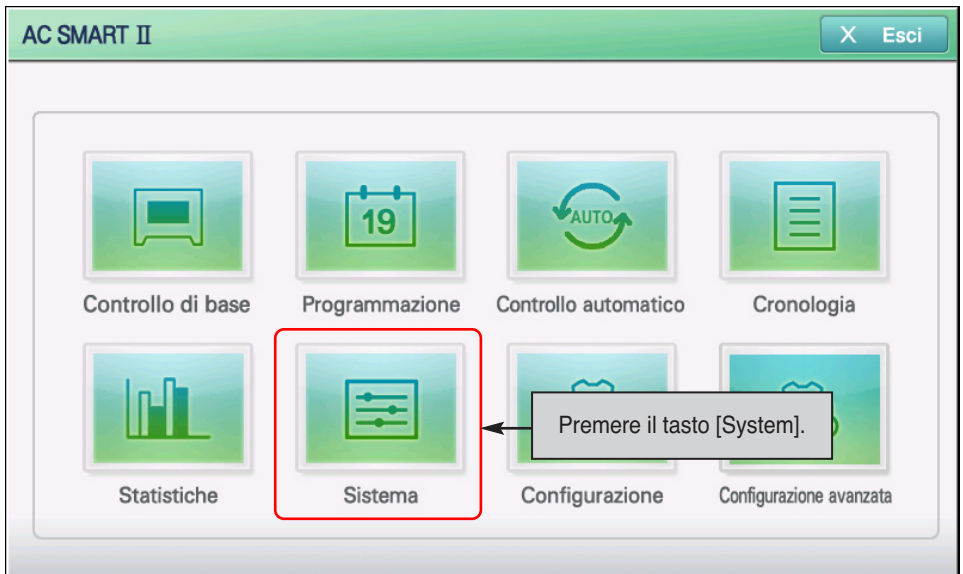 AC SMART II
X Esci
19
AUTO
Controllo di base
Programmazione
Controllo automatico
Cronologia
Premere il tasto [System].
Statistiche
Sistema
Configurazione
Configurazione avanzata